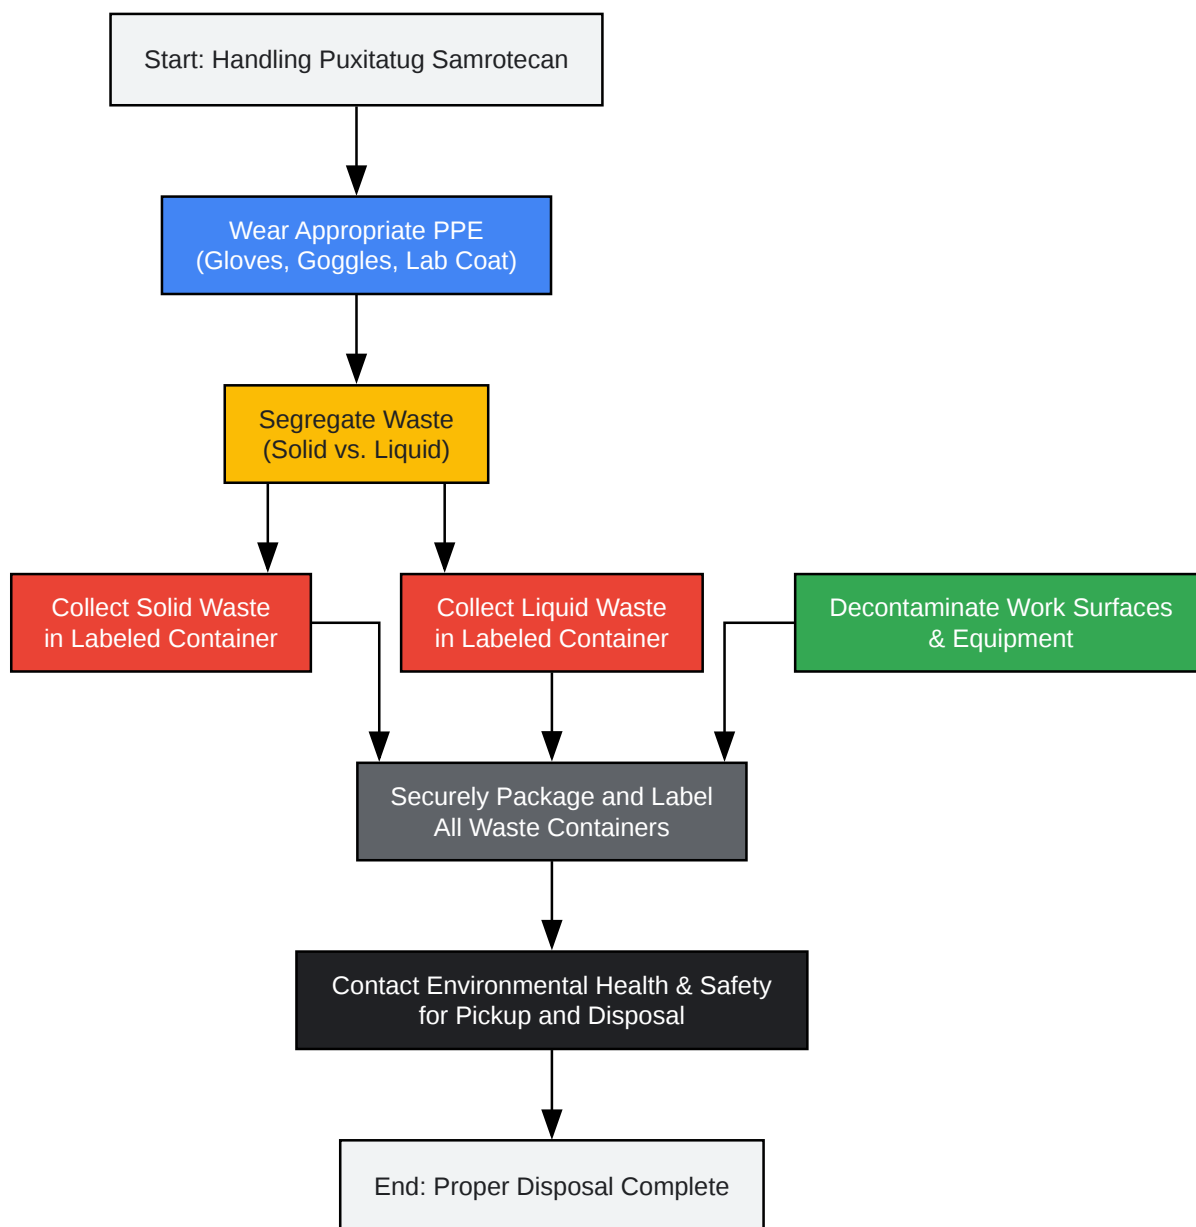 Start: Handling Puxitatug Samrotecan
Wear Appropriate PPE
(Gloves, Goggles, Lab Coat)
Segregate Waste
(Solid vs. Liquid)
Collect Solid Waste
in Labeled Container
Collect Liquid Waste
in Labeled Container
Decontaminate Work Surfaces
& Equipment
Securely Package and Label
All Waste Containers
Contact Environmental Health & Safety
for Pickup and Disposal
End: Proper Disposal Complete